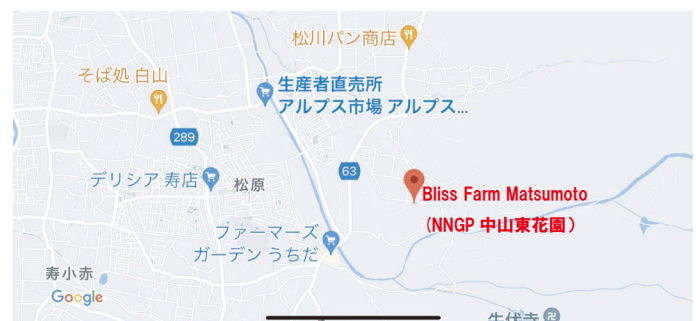 松川パン商店
そば処 白山
生産者直売所
アルプス市場 アルプス...
289
63
デリシア 寿店
松原
Bliss Farm Matsumoto
(NNGP 中山東花園)
ファーマーズ
ガーデン うちだ
寿小赤
Google
牛伏寺